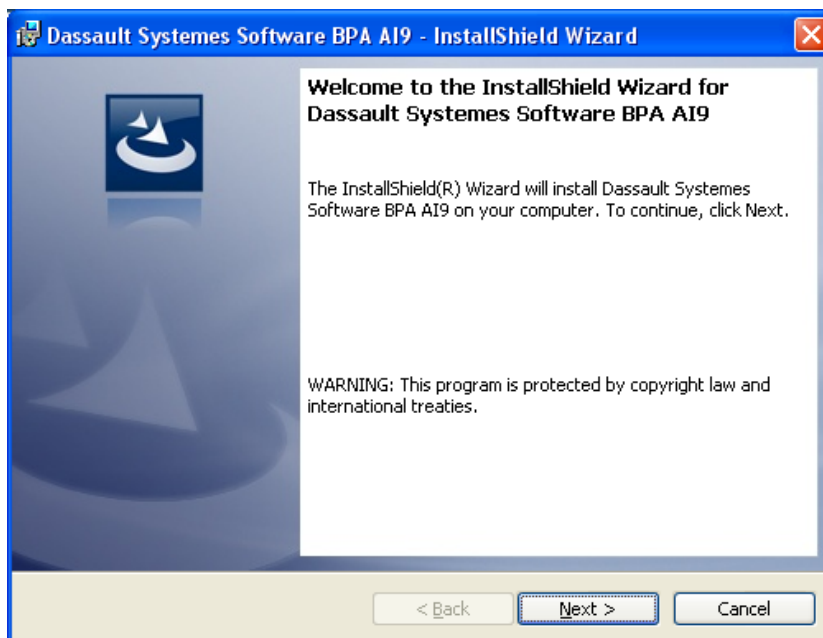 Dassault Systemes Software BPA AI9 - InstallShield Wizard
Welcome to the InstallShield Wizard for
Dassault Systemes Software BPA AI9
The InstallShield(R) Wizard will install Dassault Systemes
Software BPA AI9 on your computer. To continue, click Next.
WARNING: This program is protected by copyright law and
international treaties.
< Back
Next >
Cancel